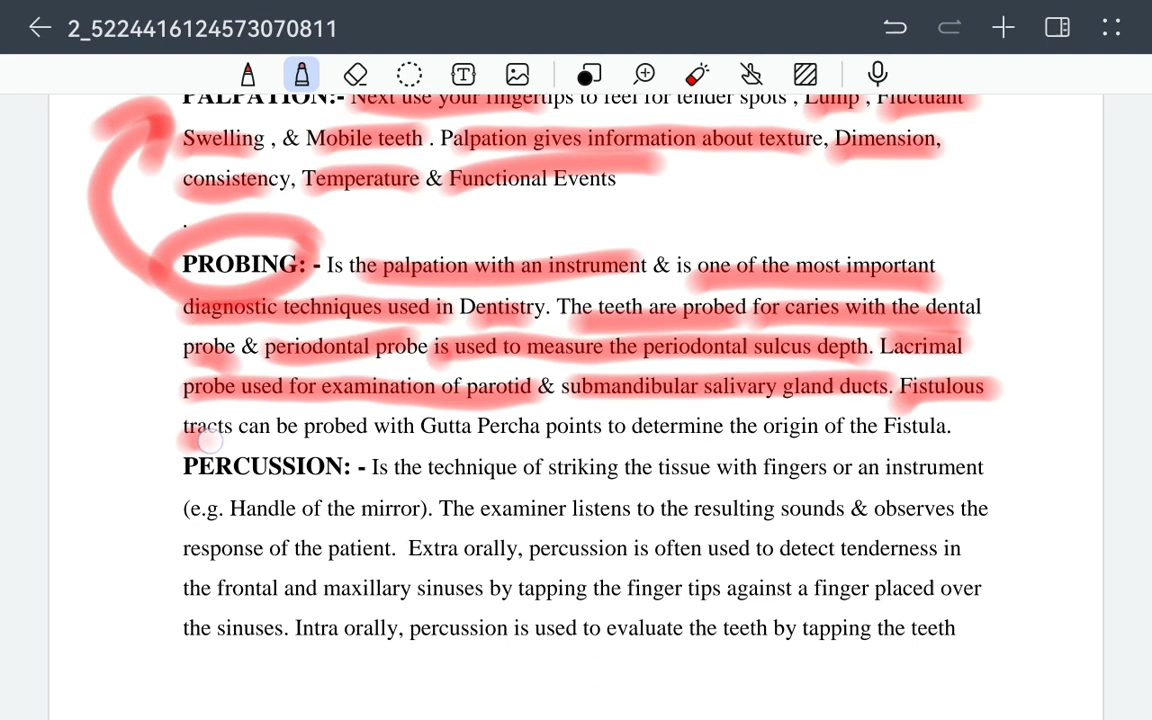 2_5224416124573070811
PALPATION:- Next use your fingertips to feel for tender spots , Lump , Fluctuant
Swelling , & Mobile teeth . Palpation gives information about texture, Dimension,
consistency, Temperature & Functional Events
.
PROBING: - Is the palpation with an instrument & is one of the most important
diagnostic techniques used in Dentistry. The teeth are probed for caries with the dental
probe & periodontal probe is used to measure the periodontal sulcus depth. Lacrimal
probe used for examination of parotid & submandibular salivary gland ducts. Fistulous
tracts can be probed with Gutta Percha points to determine the origin of the Fistula.
PERCUSSION: - Is the technique of striking the tissue with fingers or an instrument
(e.g. Handle of the mirror). The examiner listens to the resulting sounds & observes the
response of the patient.  Extra orally, percussion is often used to detect tenderness in
the frontal and maxillary sinuses by tapping the finger tips against a finger placed over
the sinuses. Intra orally, percussion is used to evaluate the teeth by tapping the teeth